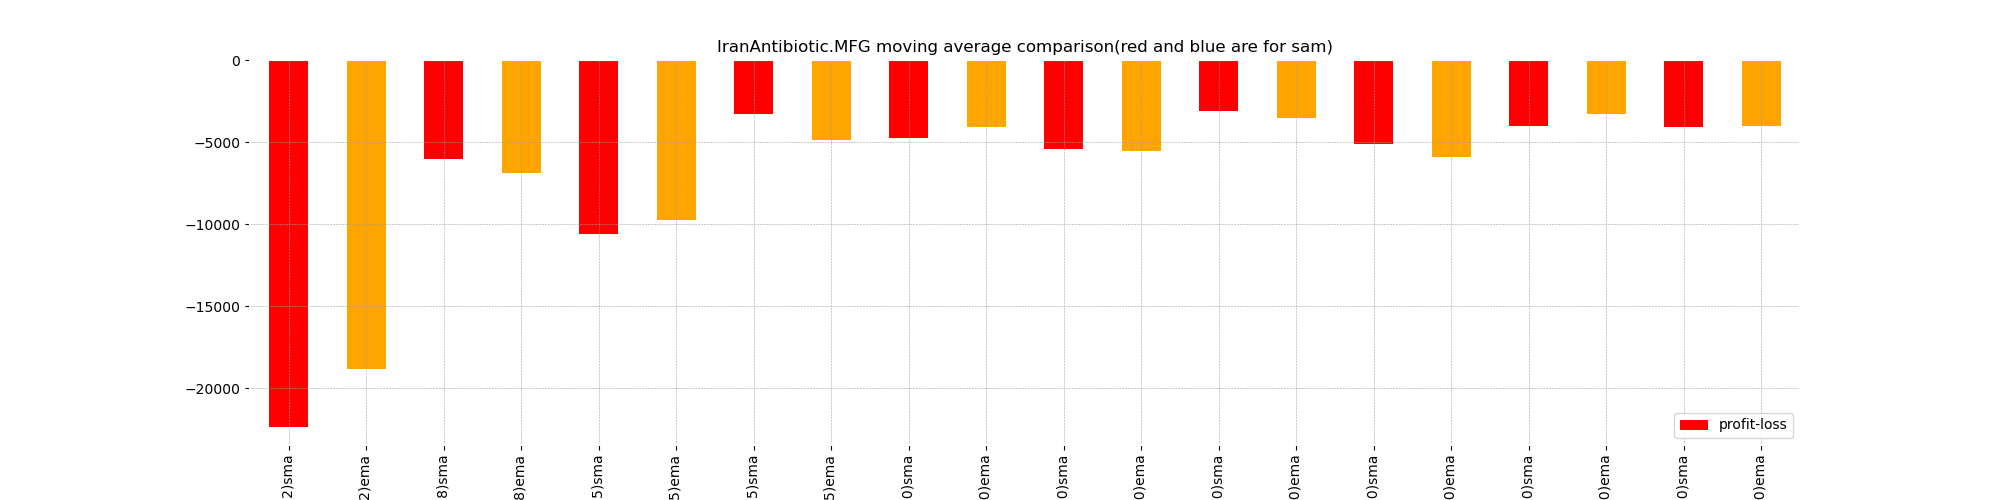 IranAntibiotic.MFG moving average comparison(red and blue are for sam)
0
−5000
−10000
−15000
−20000
profit-loss
2)sma
2)ema
8)sma
8)ema
5)sma
5)ema
5)sma
5)ema
0)sma
0)ema
0)sma
0)ema
0)sma
0)ema
0)sma
0)ema
0)sma
0)ema
0)sma
0)ema